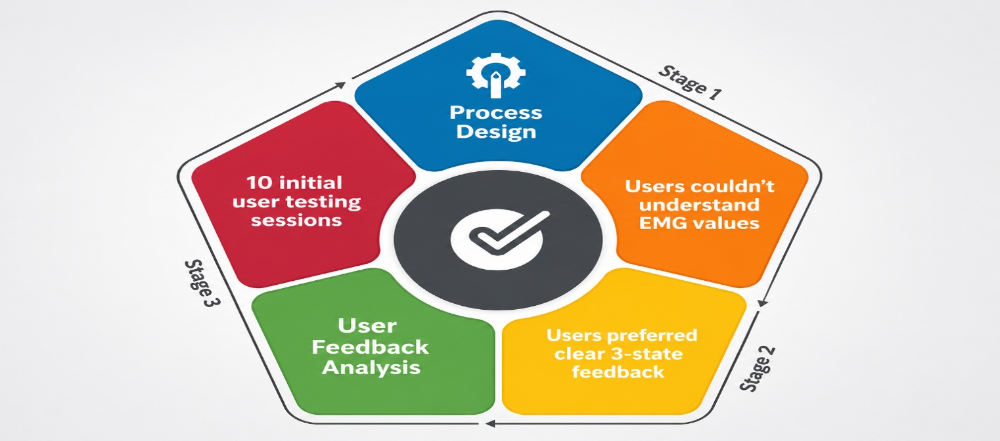 Process
Design
Stage 1
Users couldn't
understand
EMG values
Users preferred
clear 3-state
feedback
Stage 2
User
Feedback
Analysis
Stage 3
10 initial
user testing
sessions